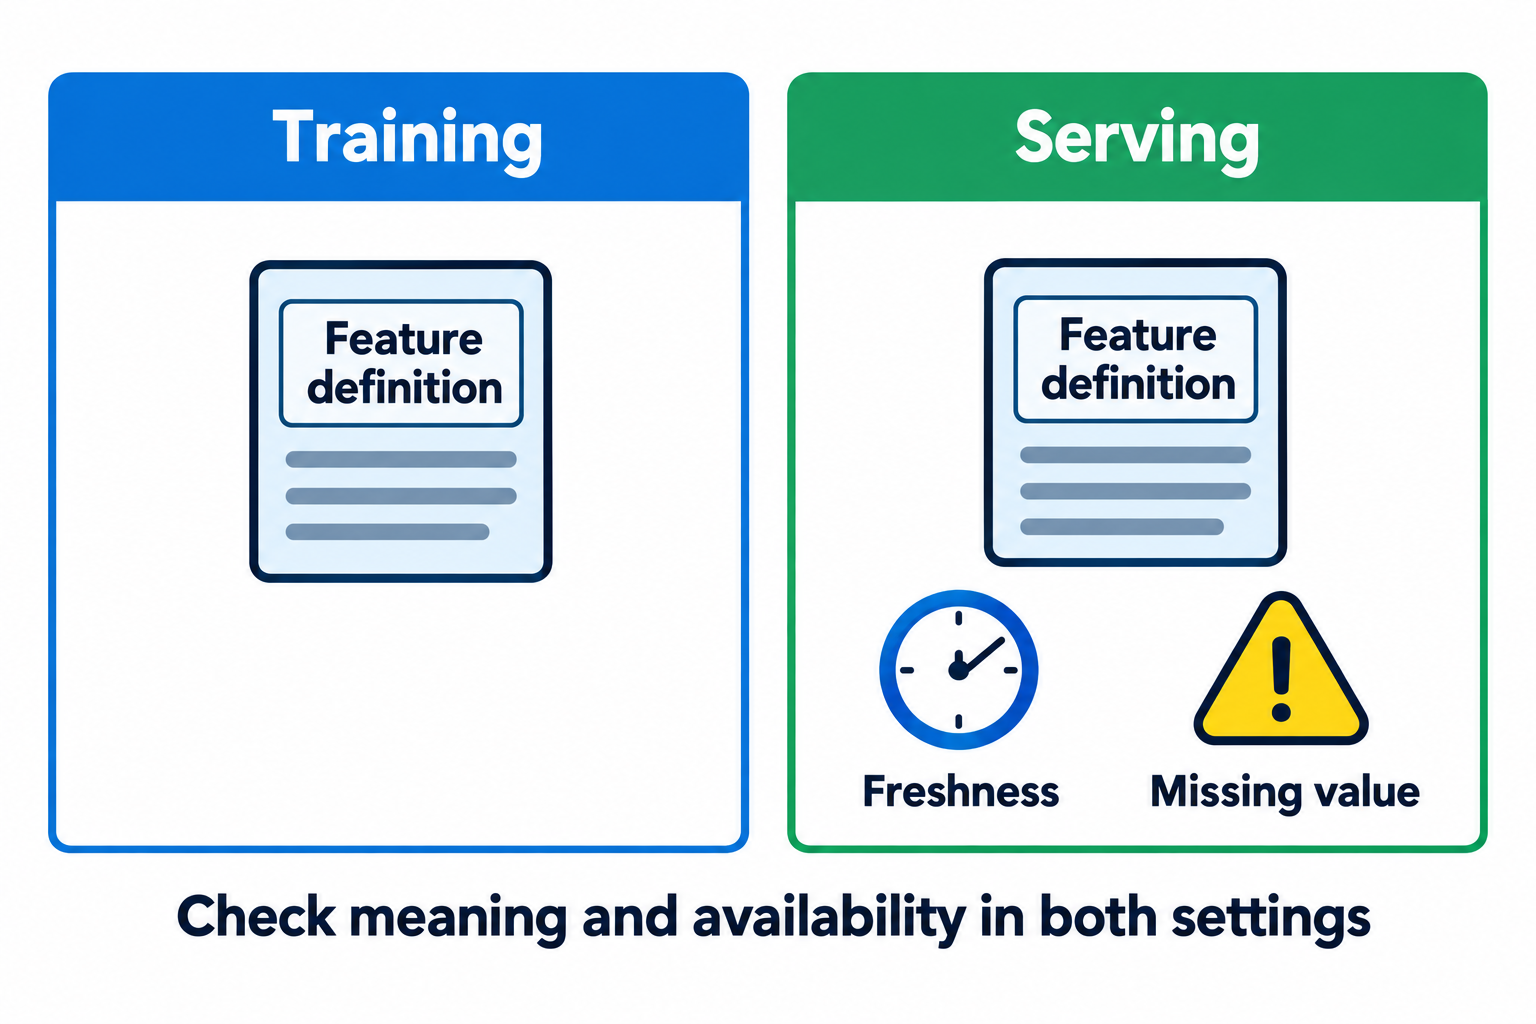 Training
Feature
definition
Serving
Feature
definition
Freshness
Missing value
Check meaning and availability in both settings